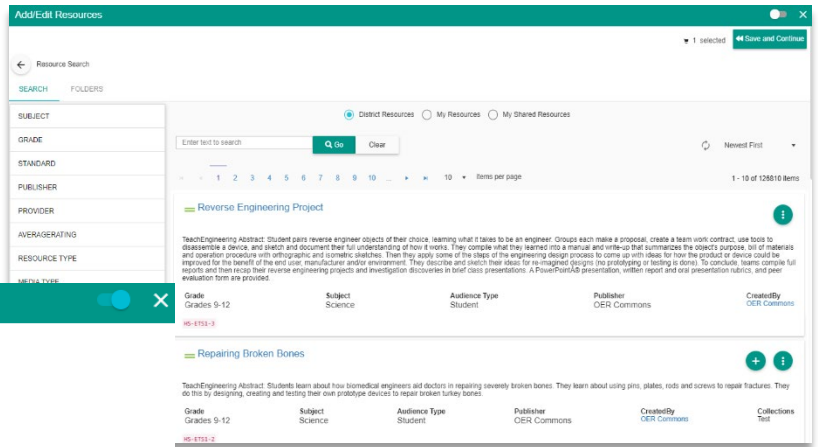 Add/Edit Resources
1 selected
Save and Continue
Resource Search
SEARCH FOLDERS
SUBJECT
GRADE
STANDARD
PUBLISHER
PROVIDER
AVERAGERATING
RESOURCE TYPE
MEDIA TYPE
District Resources My Resources My Shared Resources
Enter text to search Go Clear Newest First
1 2 3 4 5 6 7 8 9 10 ... 10 items per page 1 - 10 of 126810 items
Reverse Engineering Project
TeachEngineering Abstract: Student pairs reverse engineer objects of their choice, learning what it takes to be an engineer. Groups each make a proposal, create a team work contract, use tools to
disassemble a device, and sketch and document their full understanding of how it works. They compile what they learned into a manual and write-up that summarizes the object's purpose, bill of materials
and operation procedure with orthographic and isometric sketches. Then they apply some of the steps of the engineering design process to come up with ideas for how the product or device could be
improved for the benefit of the end user, manufacturer and/or environment. They describe and sketch their ideas for re-imagined designs (no prototyping or testing is done). To conclude, teams compile full
reports and then recap their reverse engineering projects and investigation discoveries in brief class presentations. A PowerPointÂ® presentation, written report and oral presentation rubrics, and peer
evaluation form are provided.
Grade Subject Audience Type Publisher CreatedBy
Grades 9-12 Science Student OER Commons OER Commons
HS-ETS1-3
Repairing Broken Bones
TeachEngineering Abstract: Students learn about how biomedical engineers aid doctors in repairing severely broken bones. They learn about using pins, plates, rods and screws to repair fractures. They
do this by designing, creating and testing their own prototype devices to repair broken turkey bones.
Grade Subject Audience Type Publisher CreatedBy Collections
Grades 9-12 Science Student OER Commons OER Commons Test
HS-ETS1-2